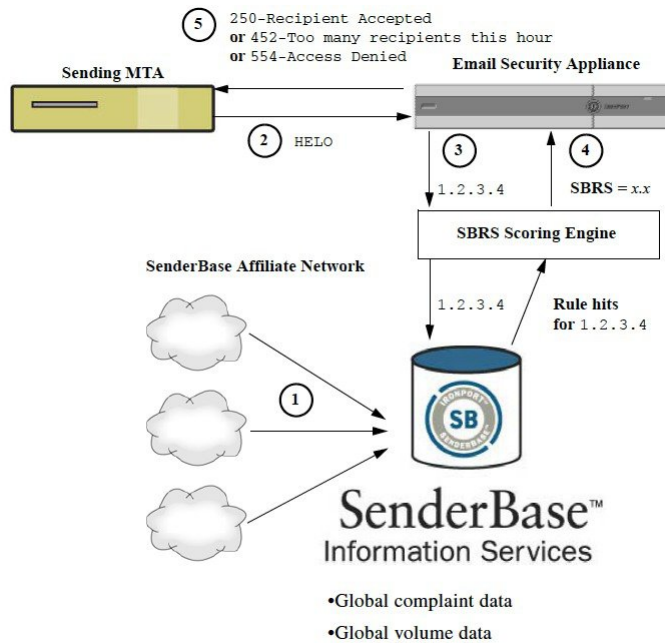 5
250-Recipient Accepted
or 452-Too many recipients this hour
or 554-Access Denied
Sending MTA
Email Security Appliance
IRONPORT
2
HELO
3
4
1.2.3.4
SBRS = x.x
SBRS Scoring Engine
SenderBase Affiliate Network
1.2.3.4
Rule hits
for 1.2.3.4
1
IRONPORT™
SB
SENDERBASE™
SenderBase™
Information Services
•Global complaint data
•Global volume data